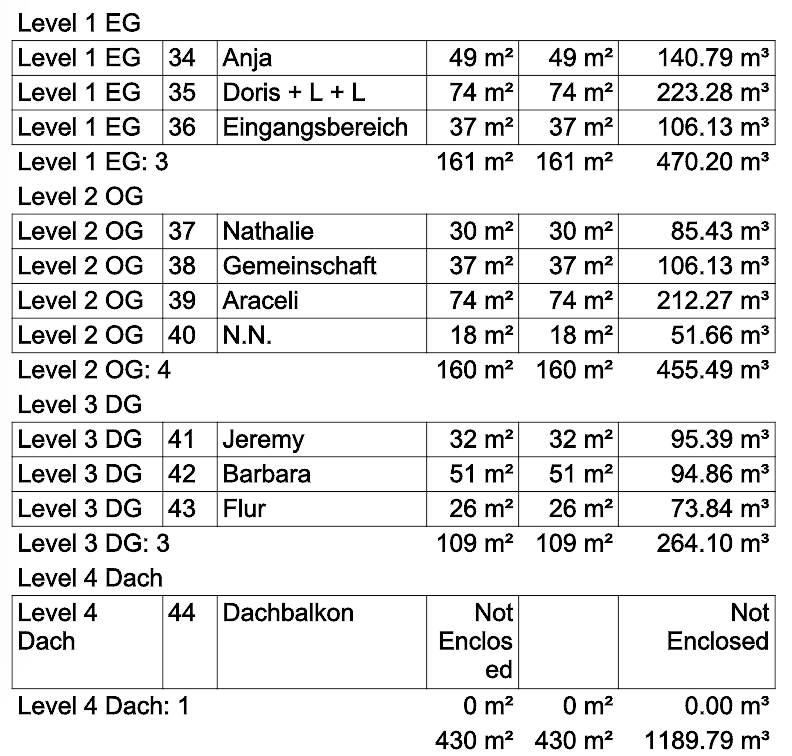 Level 1 EG
Level 1 EG 34 Anja 49 m² 49 m² 140.79 m³
Level 1 EG 35 Doris + L + L 74 m² 74 m² 223.28 m³
Level 1 EG 36 Eingangsbereich 37 m² 37 m² 106.13 m³
Level 1 EG: 3 161 m² 161 m² 470.20 m³
Level 2 OG
Level 2 OG 37 Nathalie 30 m² 30 m² 85.43 m³
Level 2 OG 38 Gemeinschaft 37 m² 37 m² 106.13 m³
Level 2 OG 39 Araceli 74 m² 74 m² 212.27 m³
Level 2 OG 40 N.N. 18 m² 18 m² 51.66 m³
Level 2 OG: 4 160 m² 160 m² 455.49 m³
Level 3 DG
Level 3 DG 41 Jeremy 32 m² 32 m² 95.39 m³
Level 3 DG 42 Barbara 51 m² 51 m² 94.86 m³
Level 3 DG 43 Flur 26 m² 26 m² 73.84 m³
Level 3 DG: 3 109 m² 109 m² 264.10 m³
Level 4 Dach
Level 4 44 Dachbalkon Not Not
Dach Enclos Enclosed
ed
Level 4 Dach: 1 0 m² 0 m² 0.00 m³
430 m² 430 m² 1189.79 m³